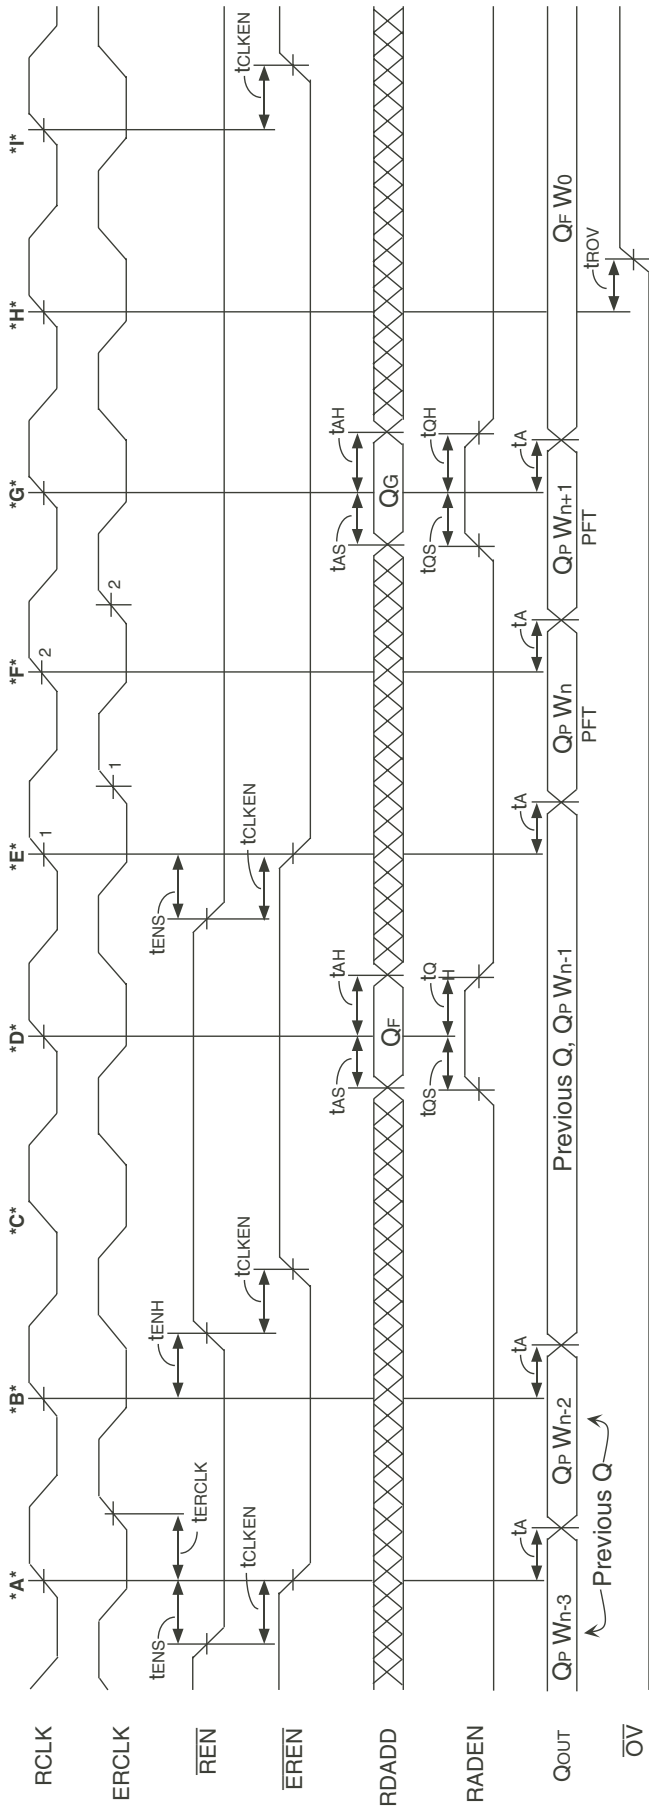 *A* *B* *C* *D* *E* *F* *G* *H* *I*
RCLK 1 2
ERCLK tERCLK 1 2
REN tENS tENH tENS
EREN tCLKEN tCLKEN tCLKEN tCLKEN
RDADD tAS QF tAH tAS QG tAH
RADEN tQS tQH tQS tQH
tA tA tA tA tA
QOUT QP Wn-3 QP Wn-2 Previous Q, QP Wn-1 QP Wn QP Wn+1 QF W0
Previous Q PFT PFT
OV tROV